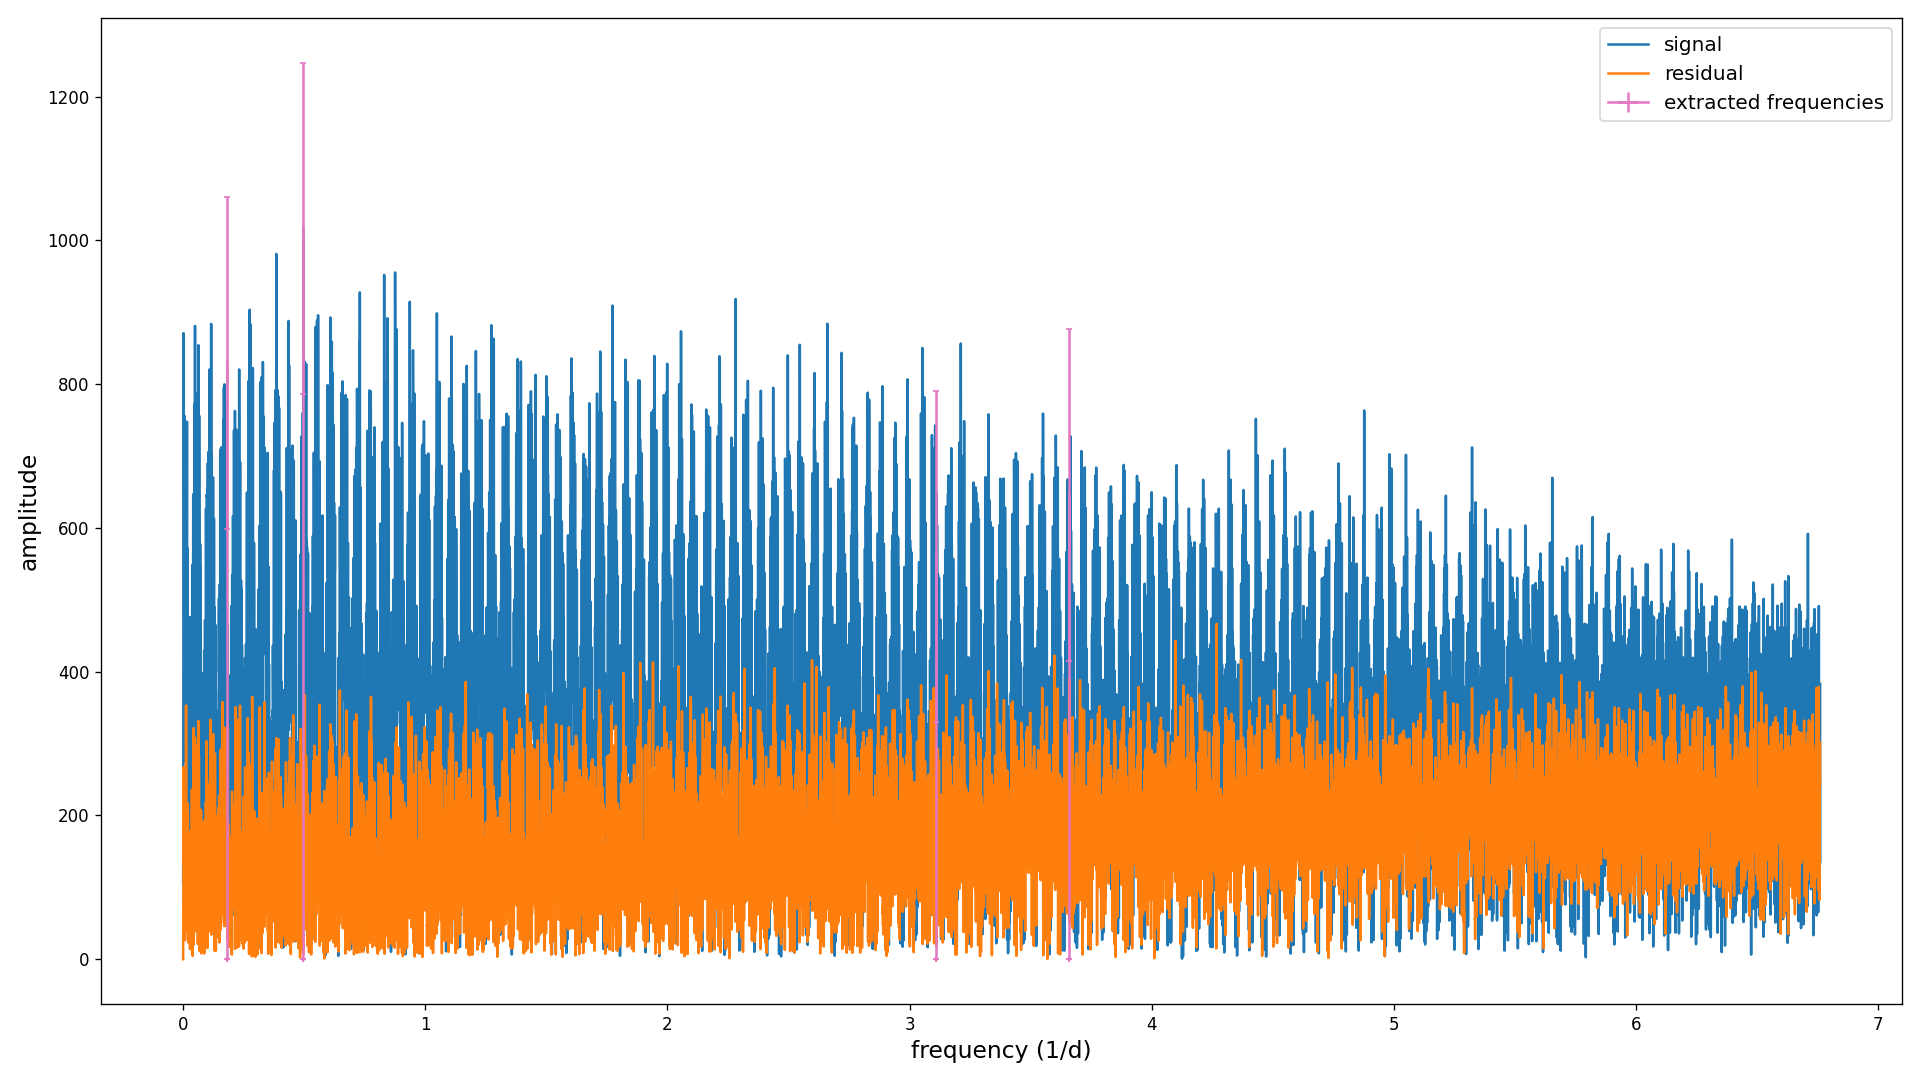 signal
residual
extracted frequencies
1200
1000
800
600
400
200
0
amplitude
0 1 2 3 4 5 6 7
frequency (1/d)